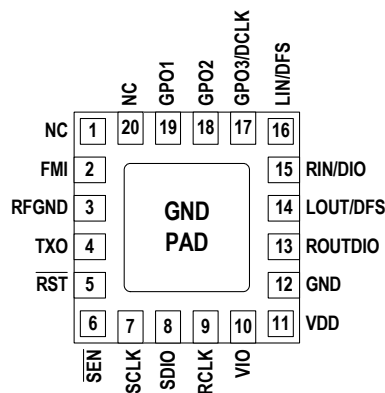 NC
GPO1
GPO2
GPO3/DCLK
LIN/DFS
NC 1 20 19 18 17 16
FMI 2 15 RIN/DIO
RFGND 3 14 LOUT/DFS
GND
PAD
TXO 4 13 ROUTDIO
RST 5 12 GND
6 7 8 9 10 11 VDD
SEN
SCLK
SDIO
RCLK
VIO